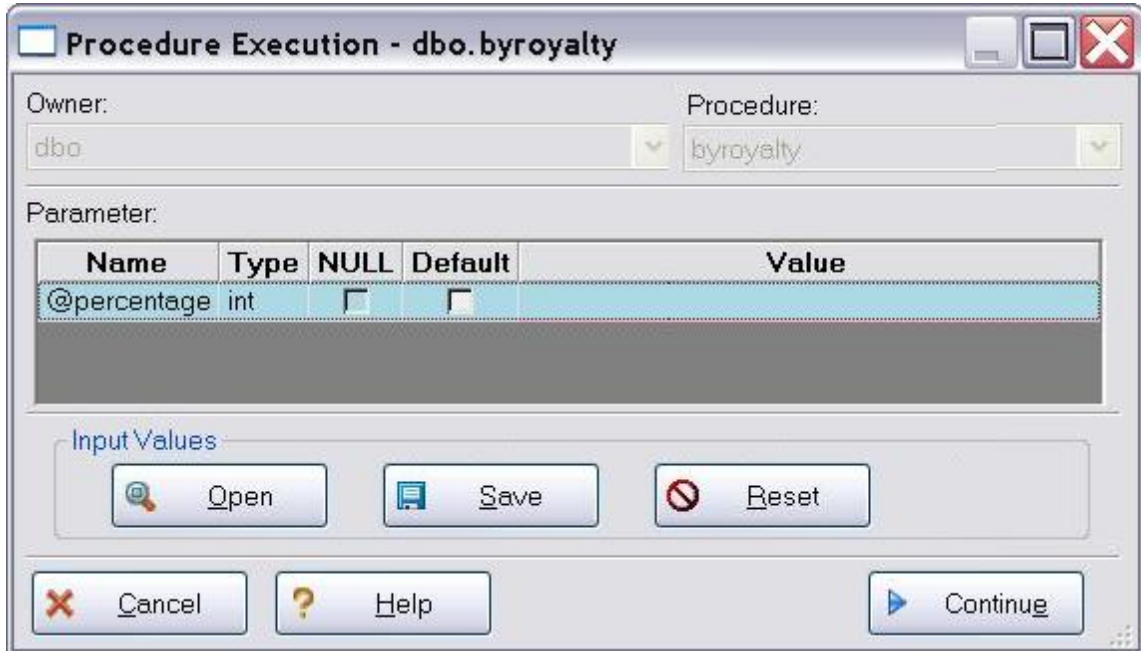 Procedure Execution - dbo.byroyalty
Owner: Procedure:
dbo byroyalty
Parameter:
Name Type NULL Default Value
@percentage int
Input Values
Open Save Reset
Cancel Help Continue